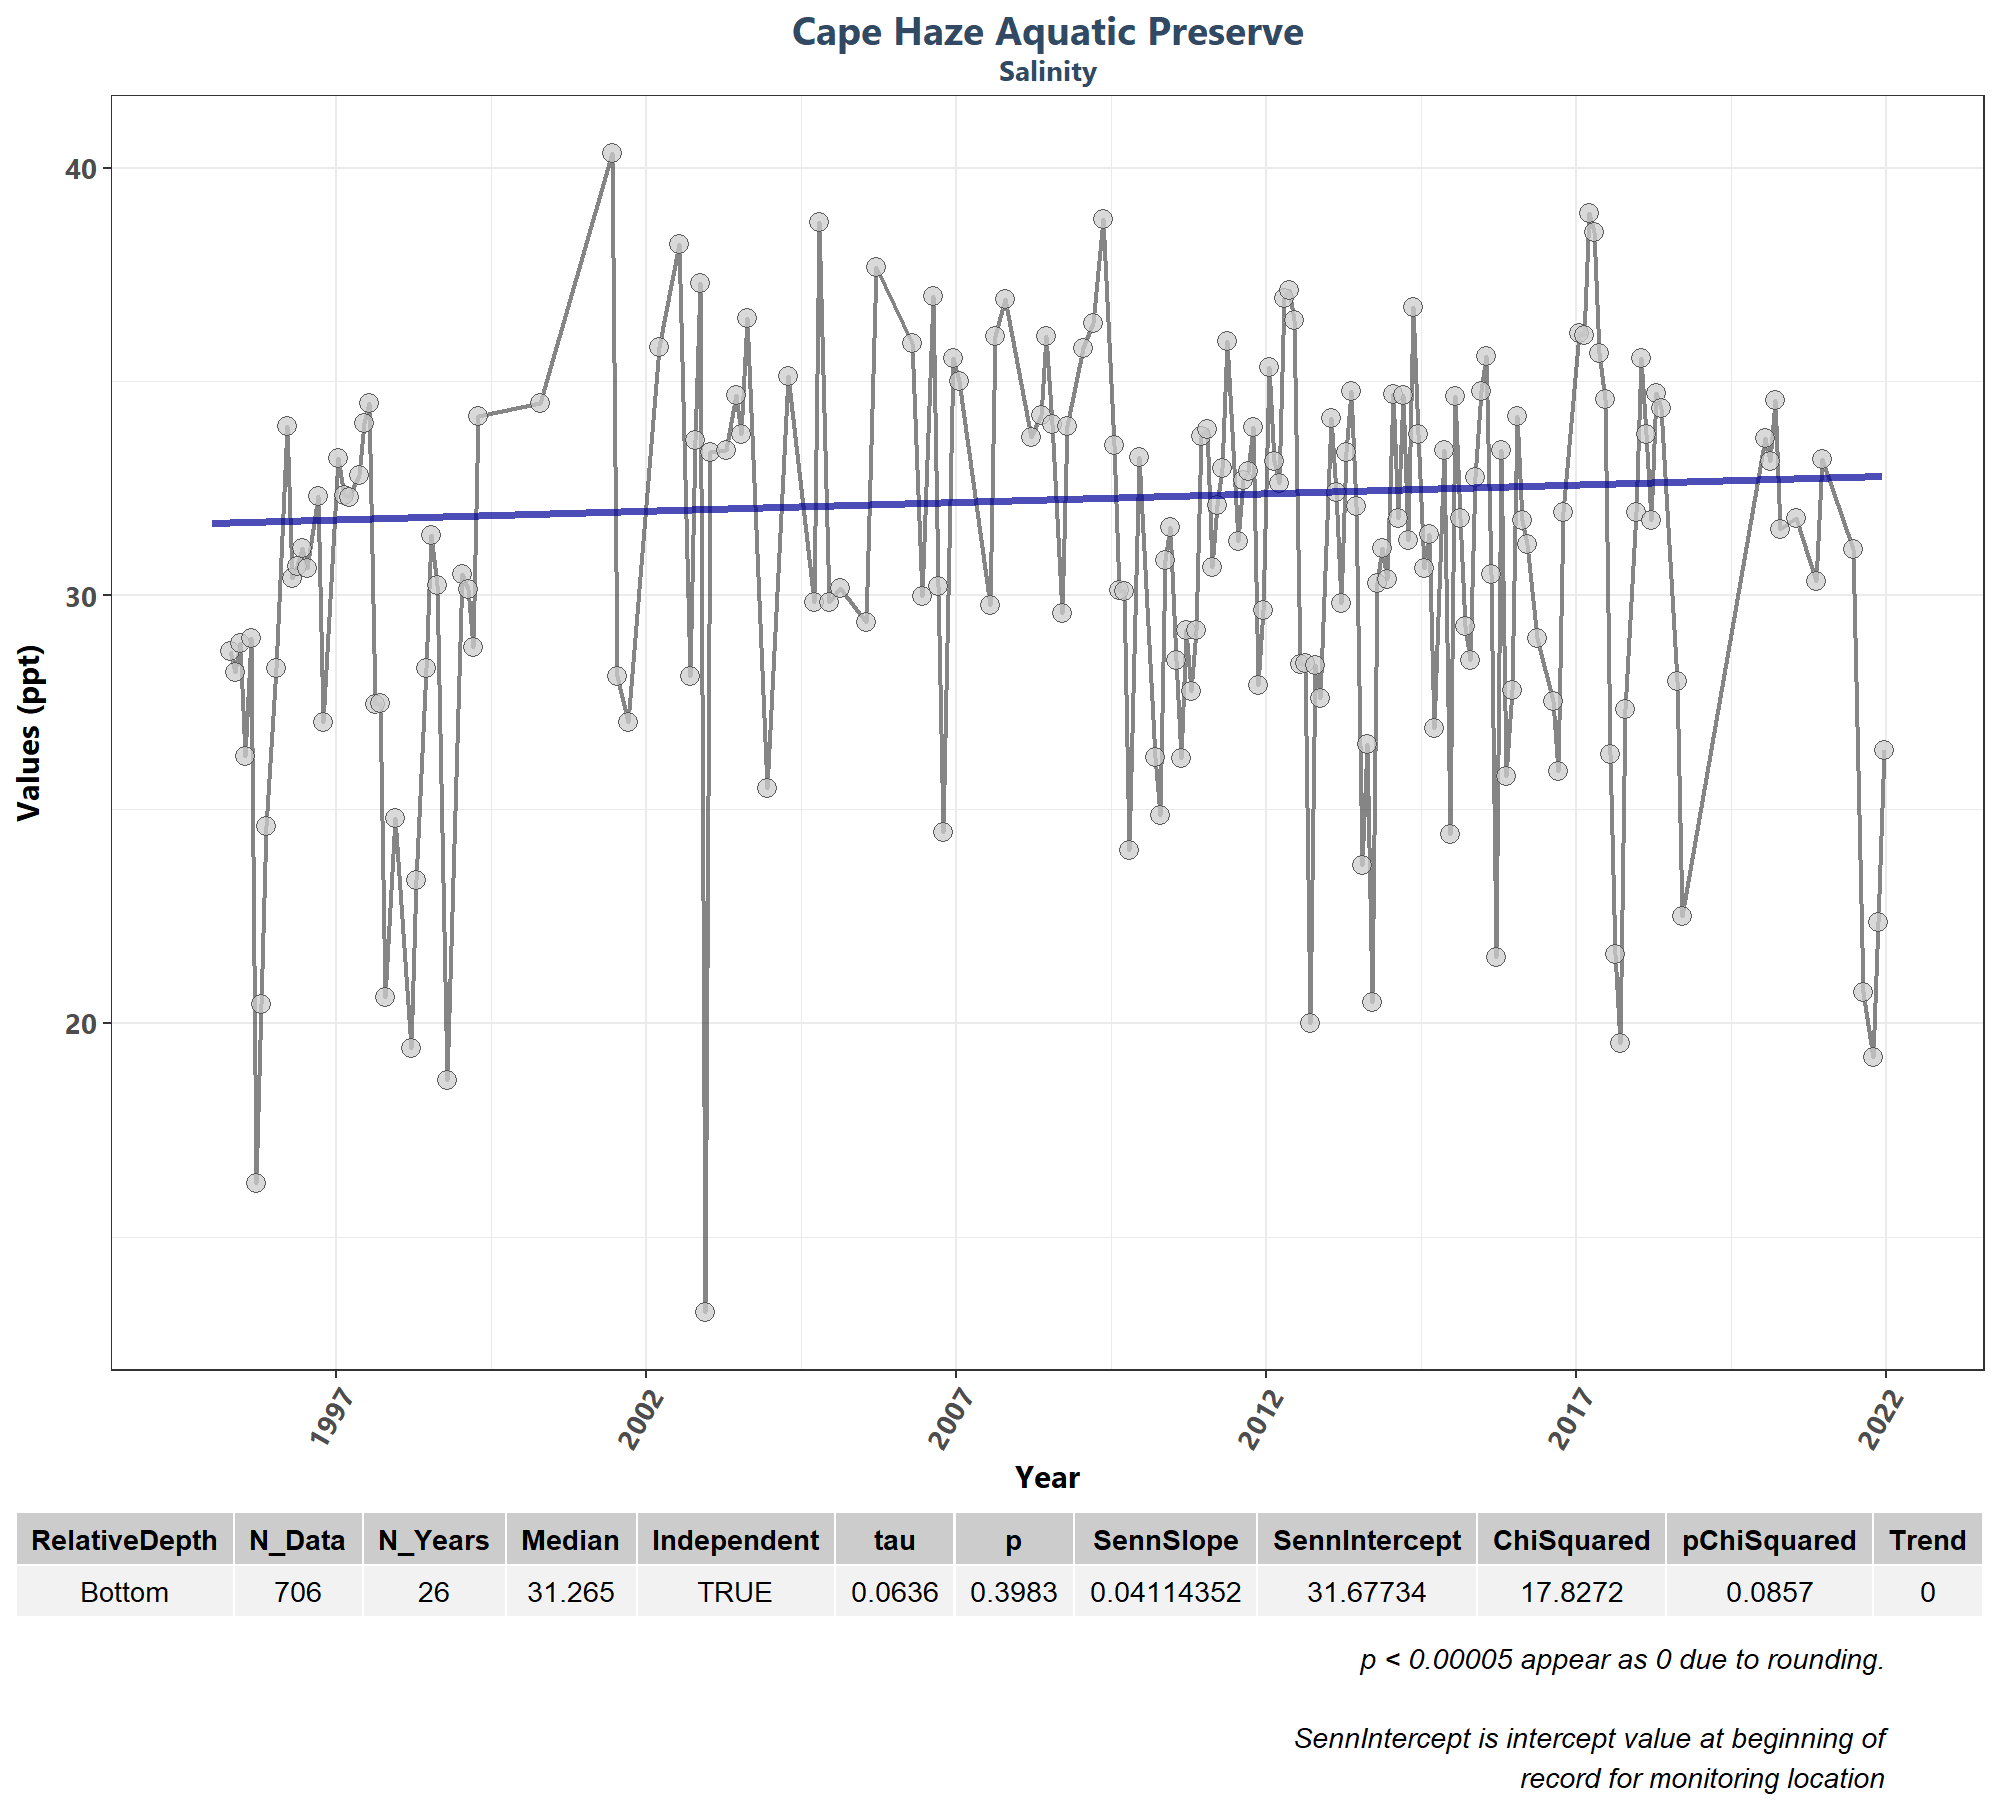 Cape Haze Aquatic Preserve
Salinity
40
30
20
Values (ppt)
1997 2002 2007 2012 2017 2022
Year
RelativeDepth N_Data N_Years Median Independent tau p SennSlope SennIntercept ChiSquared pChiSquared Trend
Bottom 706 26 31.265 TRUE 0.0636 0.3983 0.04114352 31.67734 17.8272 0.0857 0
p < 0.00005 appear as 0 due to rounding.
SennIntercept is intercept value at beginning of
record for monitoring location